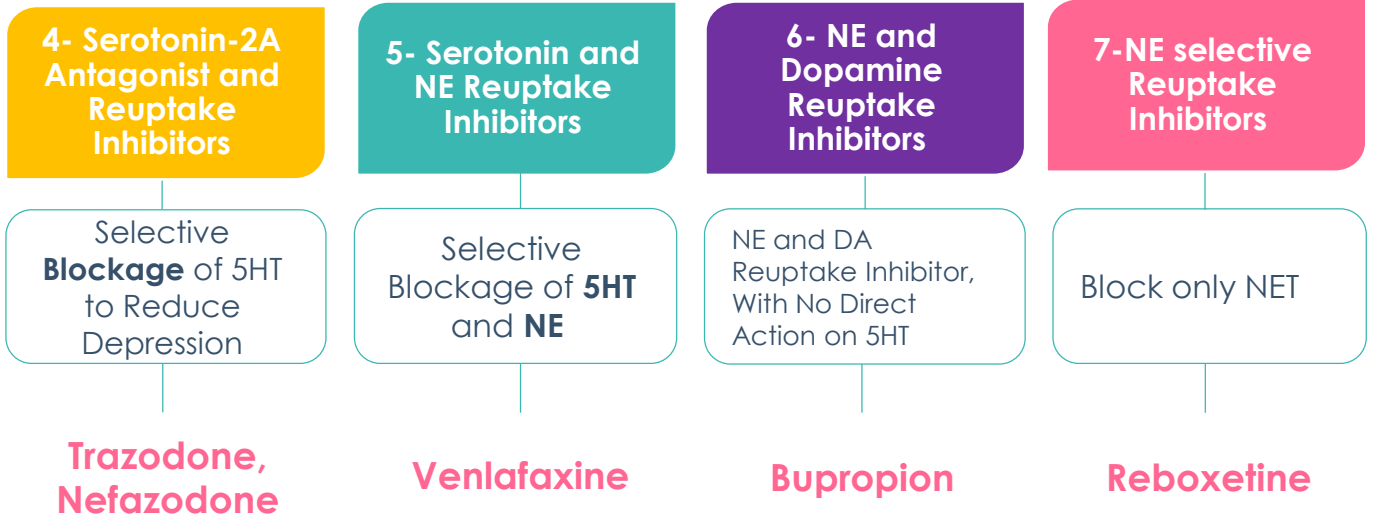 4- Serotonin-2A
Antagonist and
Reuptake
Inhibitors
Selective
Blockage of 5HT
to Reduce
Depression
Trazodone,
Nefazodone
5- Serotonin and
NE Reuptake
Inhibitors
Selective
Blockage of 5HT
and NE
Venlafaxine
6- NE and
Dopamine
Reuptake
Inhibitors
NE and DA
Reuptake Inhibitor,
With No Direct
Action on 5HT
Bupropion
7-NE selective
Reuptake
Inhibitors
Block only NET
Reboxetine